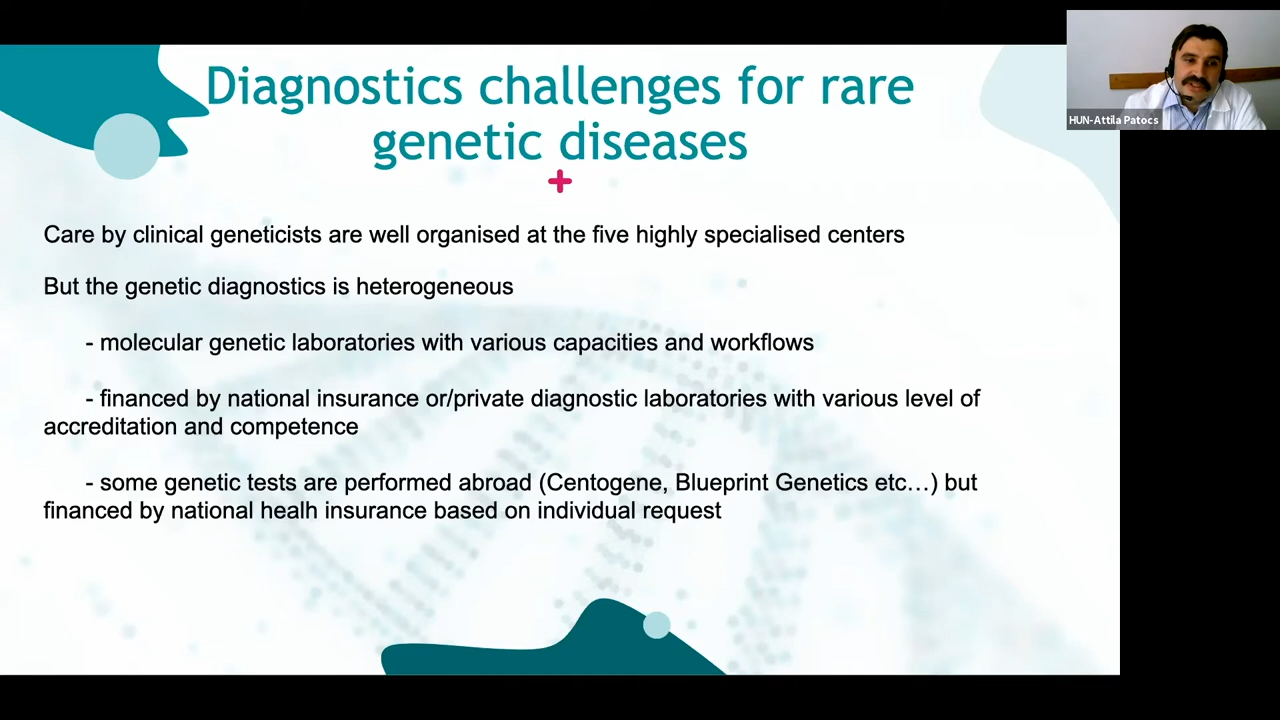 HUN-Attila Patocs
Diagnostics challenges for rare
genetic diseases
Care by clinical geneticists are well organised at the five highly specialised centers
But the genetic diagnostics is heterogeneous
- molecular genetic laboratories with various capacities and workflows
- financed by national insurance or/private diagnostic laboratories with various level of
accreditation and competence
- some genetic tests are performed abroad (Centogene, Blueprint Genetics etc…) but
financed by national healh insurance based on individual request